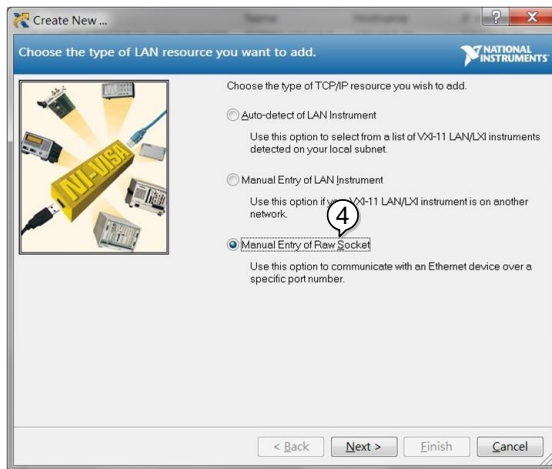 Create New ...
Choose the type of LAN resource you want to add.
NATIONAL
INSTRUMENTS
Choose the type of TCP/IP resource you wish to add.
Auto-detect of LAN Instrument
Use this option to select from a list of VXI-11 LAN/LXI instruments
detected on your local subnet.
Manual Entry of LAN Instrument
Use this option if VXI-11 LAN/LXI instrument is on another
network.
4
Manual Entry of Raw Socket
Use this option to communicate with an Ethernet device over a
specific port number.
NI-VISA
< Back
Next >
Finish
Cancel